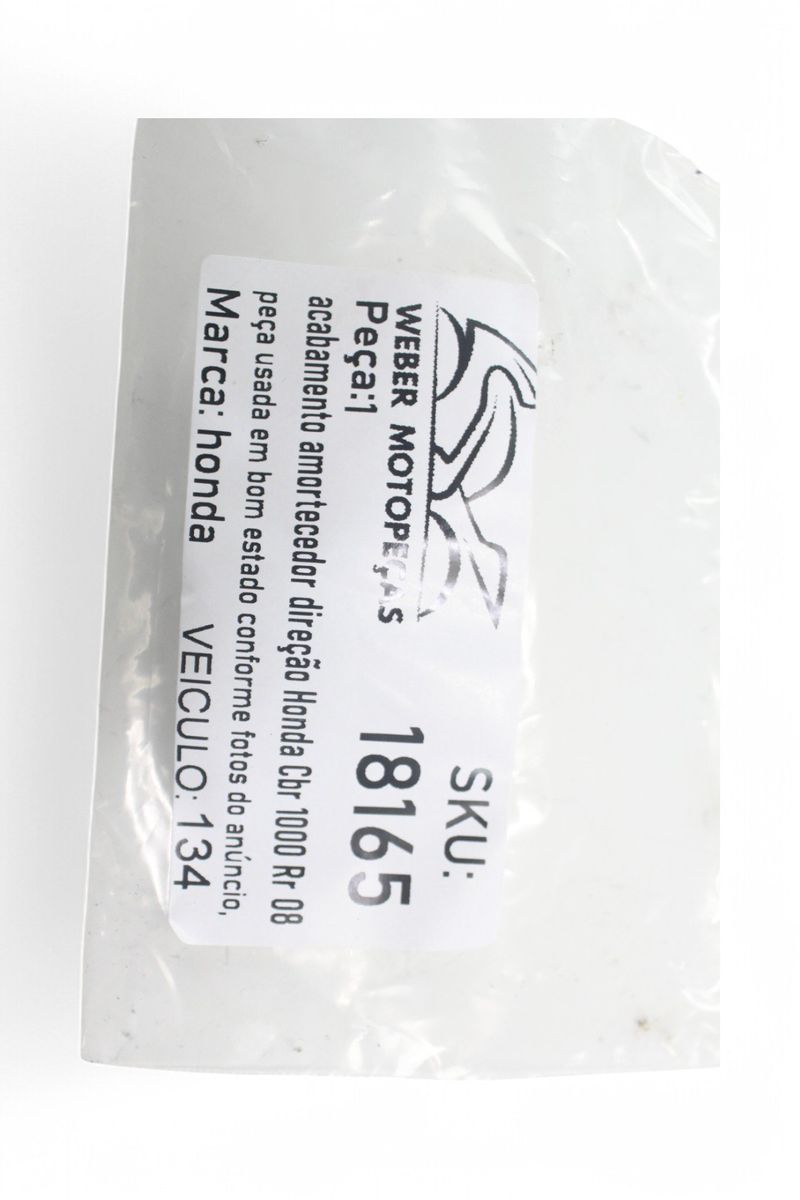 WEBER MOTOPEÇAS
SKU:
Peça:1
18165
acabamento amortecedor direção Honda Cbr 1000 Rr 08
peça usada em bom estado conforme fotos do anúncio,
Marca: honda
VEICULO: 134